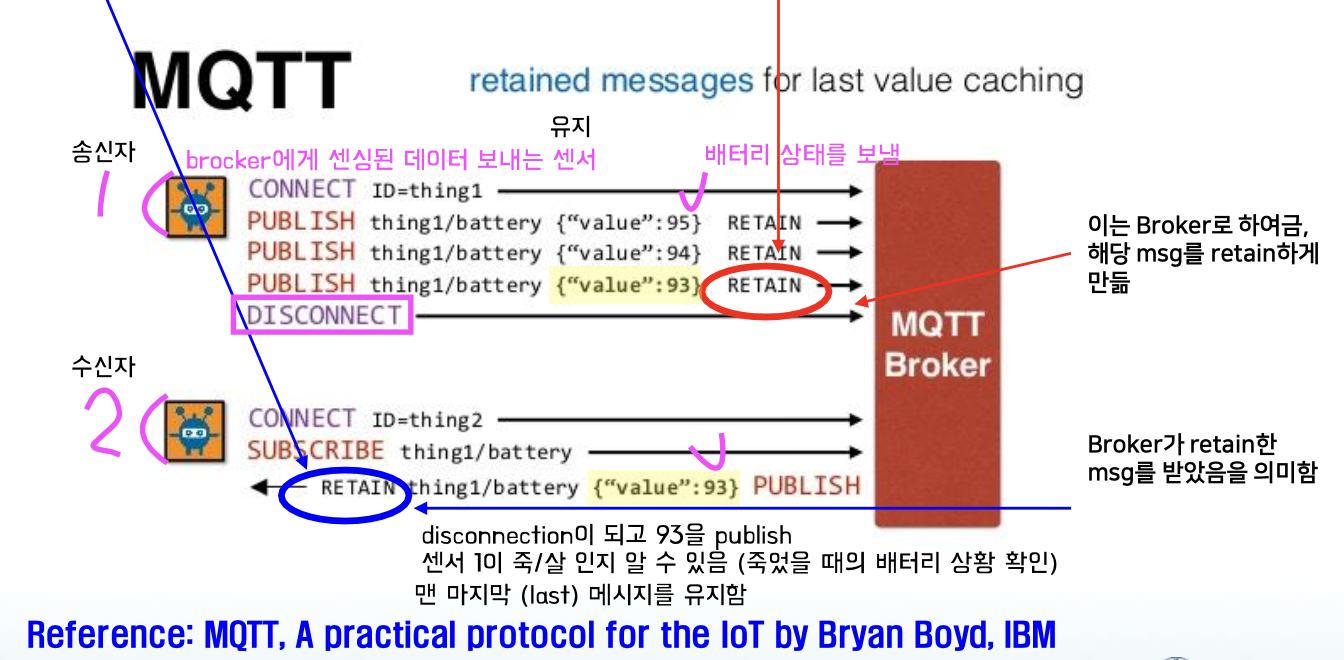 MQTT
retained messages for last value caching
유지
송신자
1
brocker에게 센싱된 데이터 보내는 센서
배터리 상태를 보냄
CONNECT ID=thing1
PUBLISH thing1/battery {“value”:95} RETAIN
PUBLISH thing1/battery {“value”:94} RETAIN
PUBLISH thing1/battery {“value”:93} RETAIN
DISCONNECT
이는 Broker로 하여금,
해당 msg를 retain하게
만듦
MQTT
Broker
수신자
2
CONNECT ID=thing2
SUBSCRIBE thing1/battery
RETAIN thing1/battery {“value”:93} PUBLISH
Broker가 retain한
msg를 받았음을 의미함
disconnection이 되고 93을 publish
센서 1이 죽/살 인지 알 수 있음 (죽었을 때의 배터리 상황 확인)
맨 마지막 (last) 메시지를 유지함
Reference: MQTT, A practical protocol for the IoT by Bryan Boyd, IBM